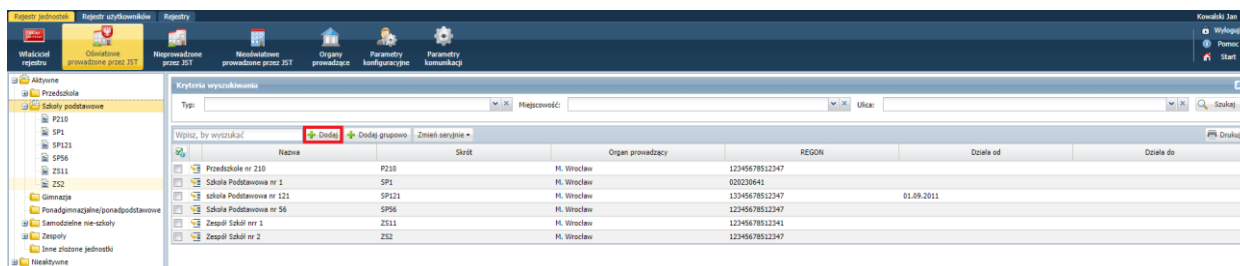 Rejestr jednostek Rejestr użytkowników Rejestry Kowalski Jan
Właściciel rejestru Oświatowe prowadzone przez JST Nieprowadzone przez JST Nieoświatowe prowadzone przez JST Organy prowadzące Parametry konfiguracyjne Parametry komunikacji
Wyloguj
Pomoc
Start
Aktywne
Przedszkola
Szkoły podstawowe
P210
SP1
SP121
SP56
ZS11
ZS2
Gimnazja
Ponadgimnazjalne/ponadpodstawowe
Samodzielne nie-szkoły
Zespoły
Inne złożone jednostki
Nieaktywne
Kryteria wyszukiwania
Typ: Miejscowość: Ulica: Szukaj
Wpisz, by wyszukać Dodaj Dodaj grupowo Zmień seryjnie Drukuj
Nazwa Skrót Organ prowadzący REGON Działa od Działa do
Przedszkole nr 210 P210 M. Wrocław 12345678512347
Szkoła Podstawowa nr 1 SP1 M. Wrocław 020230641
szkoła Podstawowa nr 121 SP121 M. Wrocław 13345678512347 01.09.2011
Szkoła Podstawowa nr 56 SP56 M. Wrocław 12345678512347
Zespół Szkół nrr 1 ZS11 M. Wrocław 12345678512341
Zespół Szkół nr 2 ZS2 M. Wrocław 12345678512347